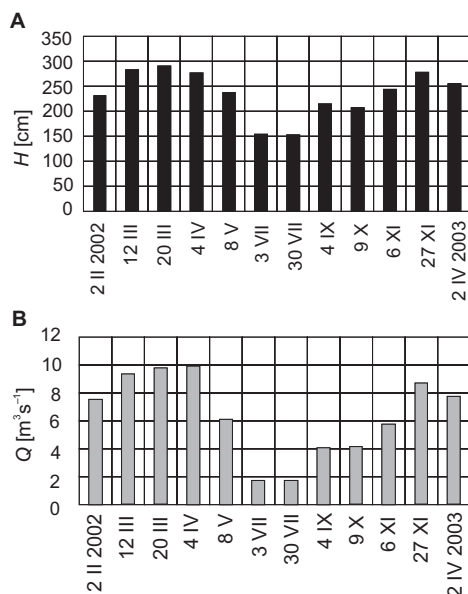 A
H [cm]
350
300
250
200
150
100
50
0
2 II 2002
12 III
20 III
4 IV
8 V
3 VII
30 VII
4 IX
9 X
6 XI
27 XI
2 IV 2003
B
Q [m³s⁻¹]
12
10
8
6
4
2
0
2 II 2002
12 III
20 III
4 IV
8 V
3 VII
30 VII
4 IX
9 X
6 XI
27 XI
2 IV 2003